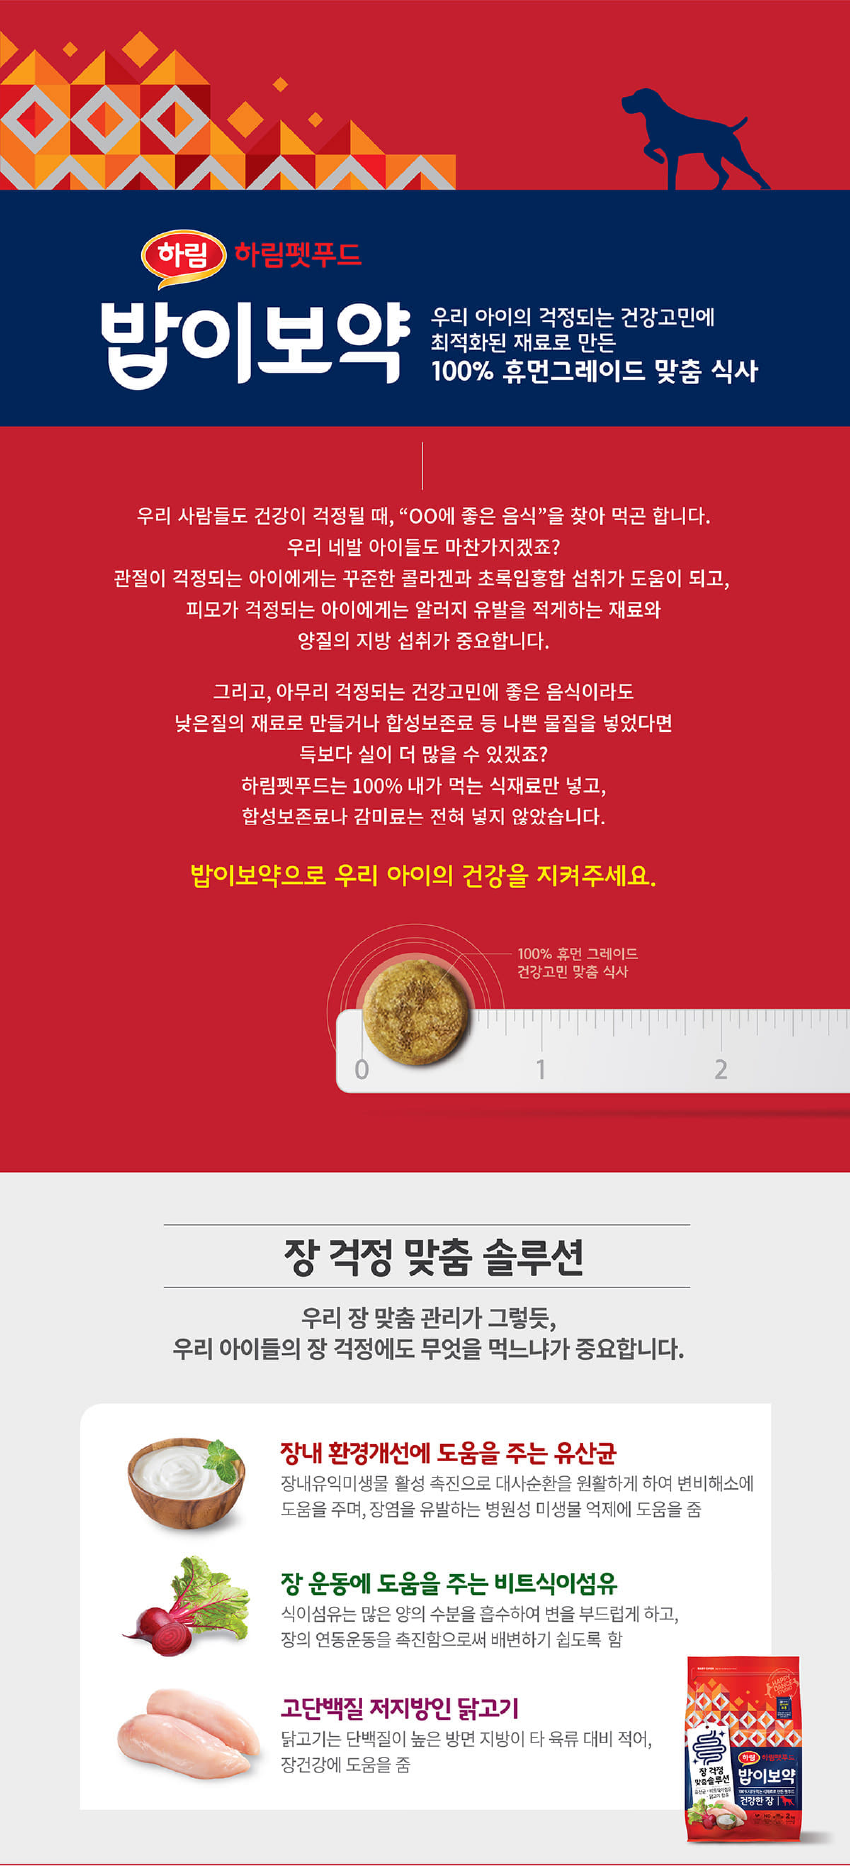 하림 하림펫푸드
밥이보약
우리 아이의 걱정되는 건강고민에
최적화된 재료로 만든
100% 휴먼그레이드 맞춤 식사
우리 사람들도 건강이 걱정될 때, “OO에 좋은 음식”을 찾아 먹곤 합니다.
우리 네발 아이들도 마찬가지겠죠?
관절이 걱정되는 아이에게는 꾸준한 콜라겐과 초록입홍합 섭취가 도움이 되고,
피모가 걱정되는 아이에게는 알러지 유발을 적게하는 재료와
양질의 지방 섭취가 중요합니다.
그리고, 아무리 걱정되는 건강고민에 좋은 음식이라도
낮은질의 재료로 만들거나 합성보존료 등 나쁜 물질을 넣었다면
득보다 실이 더 많을 수 있겠죠?
하림펫푸드는 100% 내가 먹는 식재료만 넣고,
합성보존료나 감미료는 전혀 넣지 않았습니다.
밥이보약으로 우리 아이의 건강을 지켜주세요.
100% 휴먼 그레이드
건강고민 맞춤 식사
0 1 2
장 걱정 맞춤 솔루션
우리 장 맞춤 관리가 그렇듯,
우리 아이들의 장 걱정에도 무엇을 먹느냐가 중요합니다.
장내 환경개선에 도움을 주는 유산균
장내유익미생물 활성 촉진으로 대사순환을 원활하게 하여 변비해소에
도움을 주며, 장염을 유발하는 병원성 미생물 억제에 도움을 줌
장 운동에 도움을 주는 비트식이섬유
식이섬유는 많은 양의 수분을 흡수하여 변을 부드럽게 하고,
장의 연동운동을 촉진함으로써 배변하기 쉽도록 함
고단백질 저지방인 닭고기
닭고기는 단백질이 높은 방면 지방이 타 육류 대비 적어,
장건강에 도움을 줌
HAPPY DANCE
하림 하림펫푸드
장 걱정
맞춤솔루션
밥이보약
건강한 장